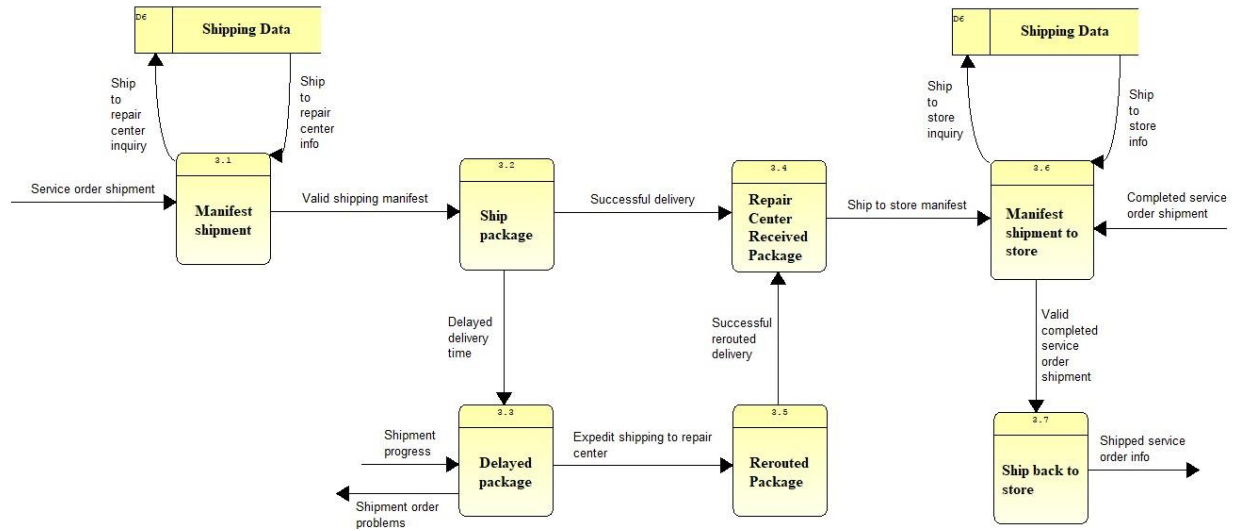 D6
Shipping Data
D6
Shipping Data
Ship
to
repair
center
inquiry
Ship
to
repair
center
info
Ship
to
store
inquiry
Ship
to
store
info
3.1
Manifest
shipment
3.2
Ship
package
3.4
Repair
Center
Received
Package
3.6
Manifest
shipment to
store
Service order shipment
Valid shipping manifest
Successful delivery
Ship to store manifest
Completed service
order shipment
Delayed
delivery
time
Successful
rerouted
delivery
Valid
completed
service
order
shipment
3.3
Delayed
package
3.5
Rerouted
Package
3.7
Ship back to
store
Shipment
progress
Shipment order
problems
Expedit shipping to repair
center
Shipped service
order info